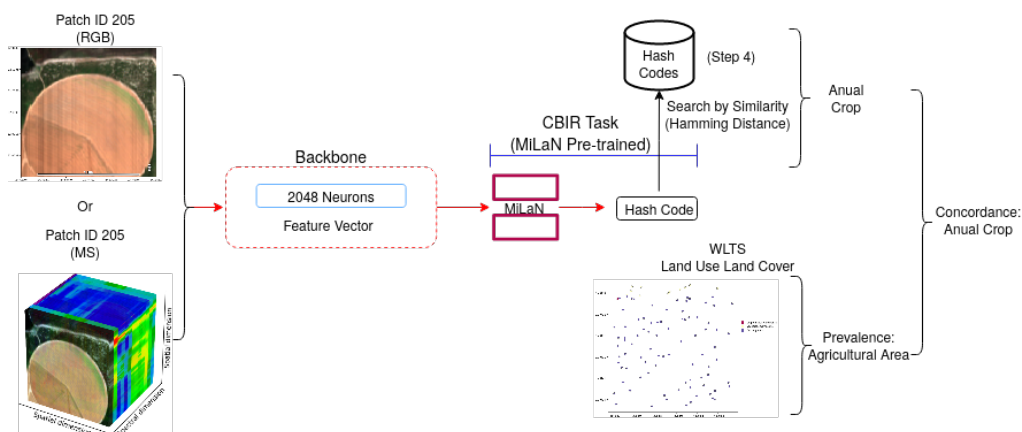 Patch ID 205
(RGB)
Or
Patch ID 205
(MS)
Spatial dimension
Spectral dimension
Spatial dimension
Backbone
2048 Neurons
Feature Vector
CBIR Task
(MiLaN Pre-trained)
MiLaN
Hash Code
Hash
Codes
(Step 4)
Search by Similarity
(Hamming Distance)
Anual
Crop
WLTS
Land Use Land Cover
Prevalence:
Agricultural Area
Concordance:
Anual Crop